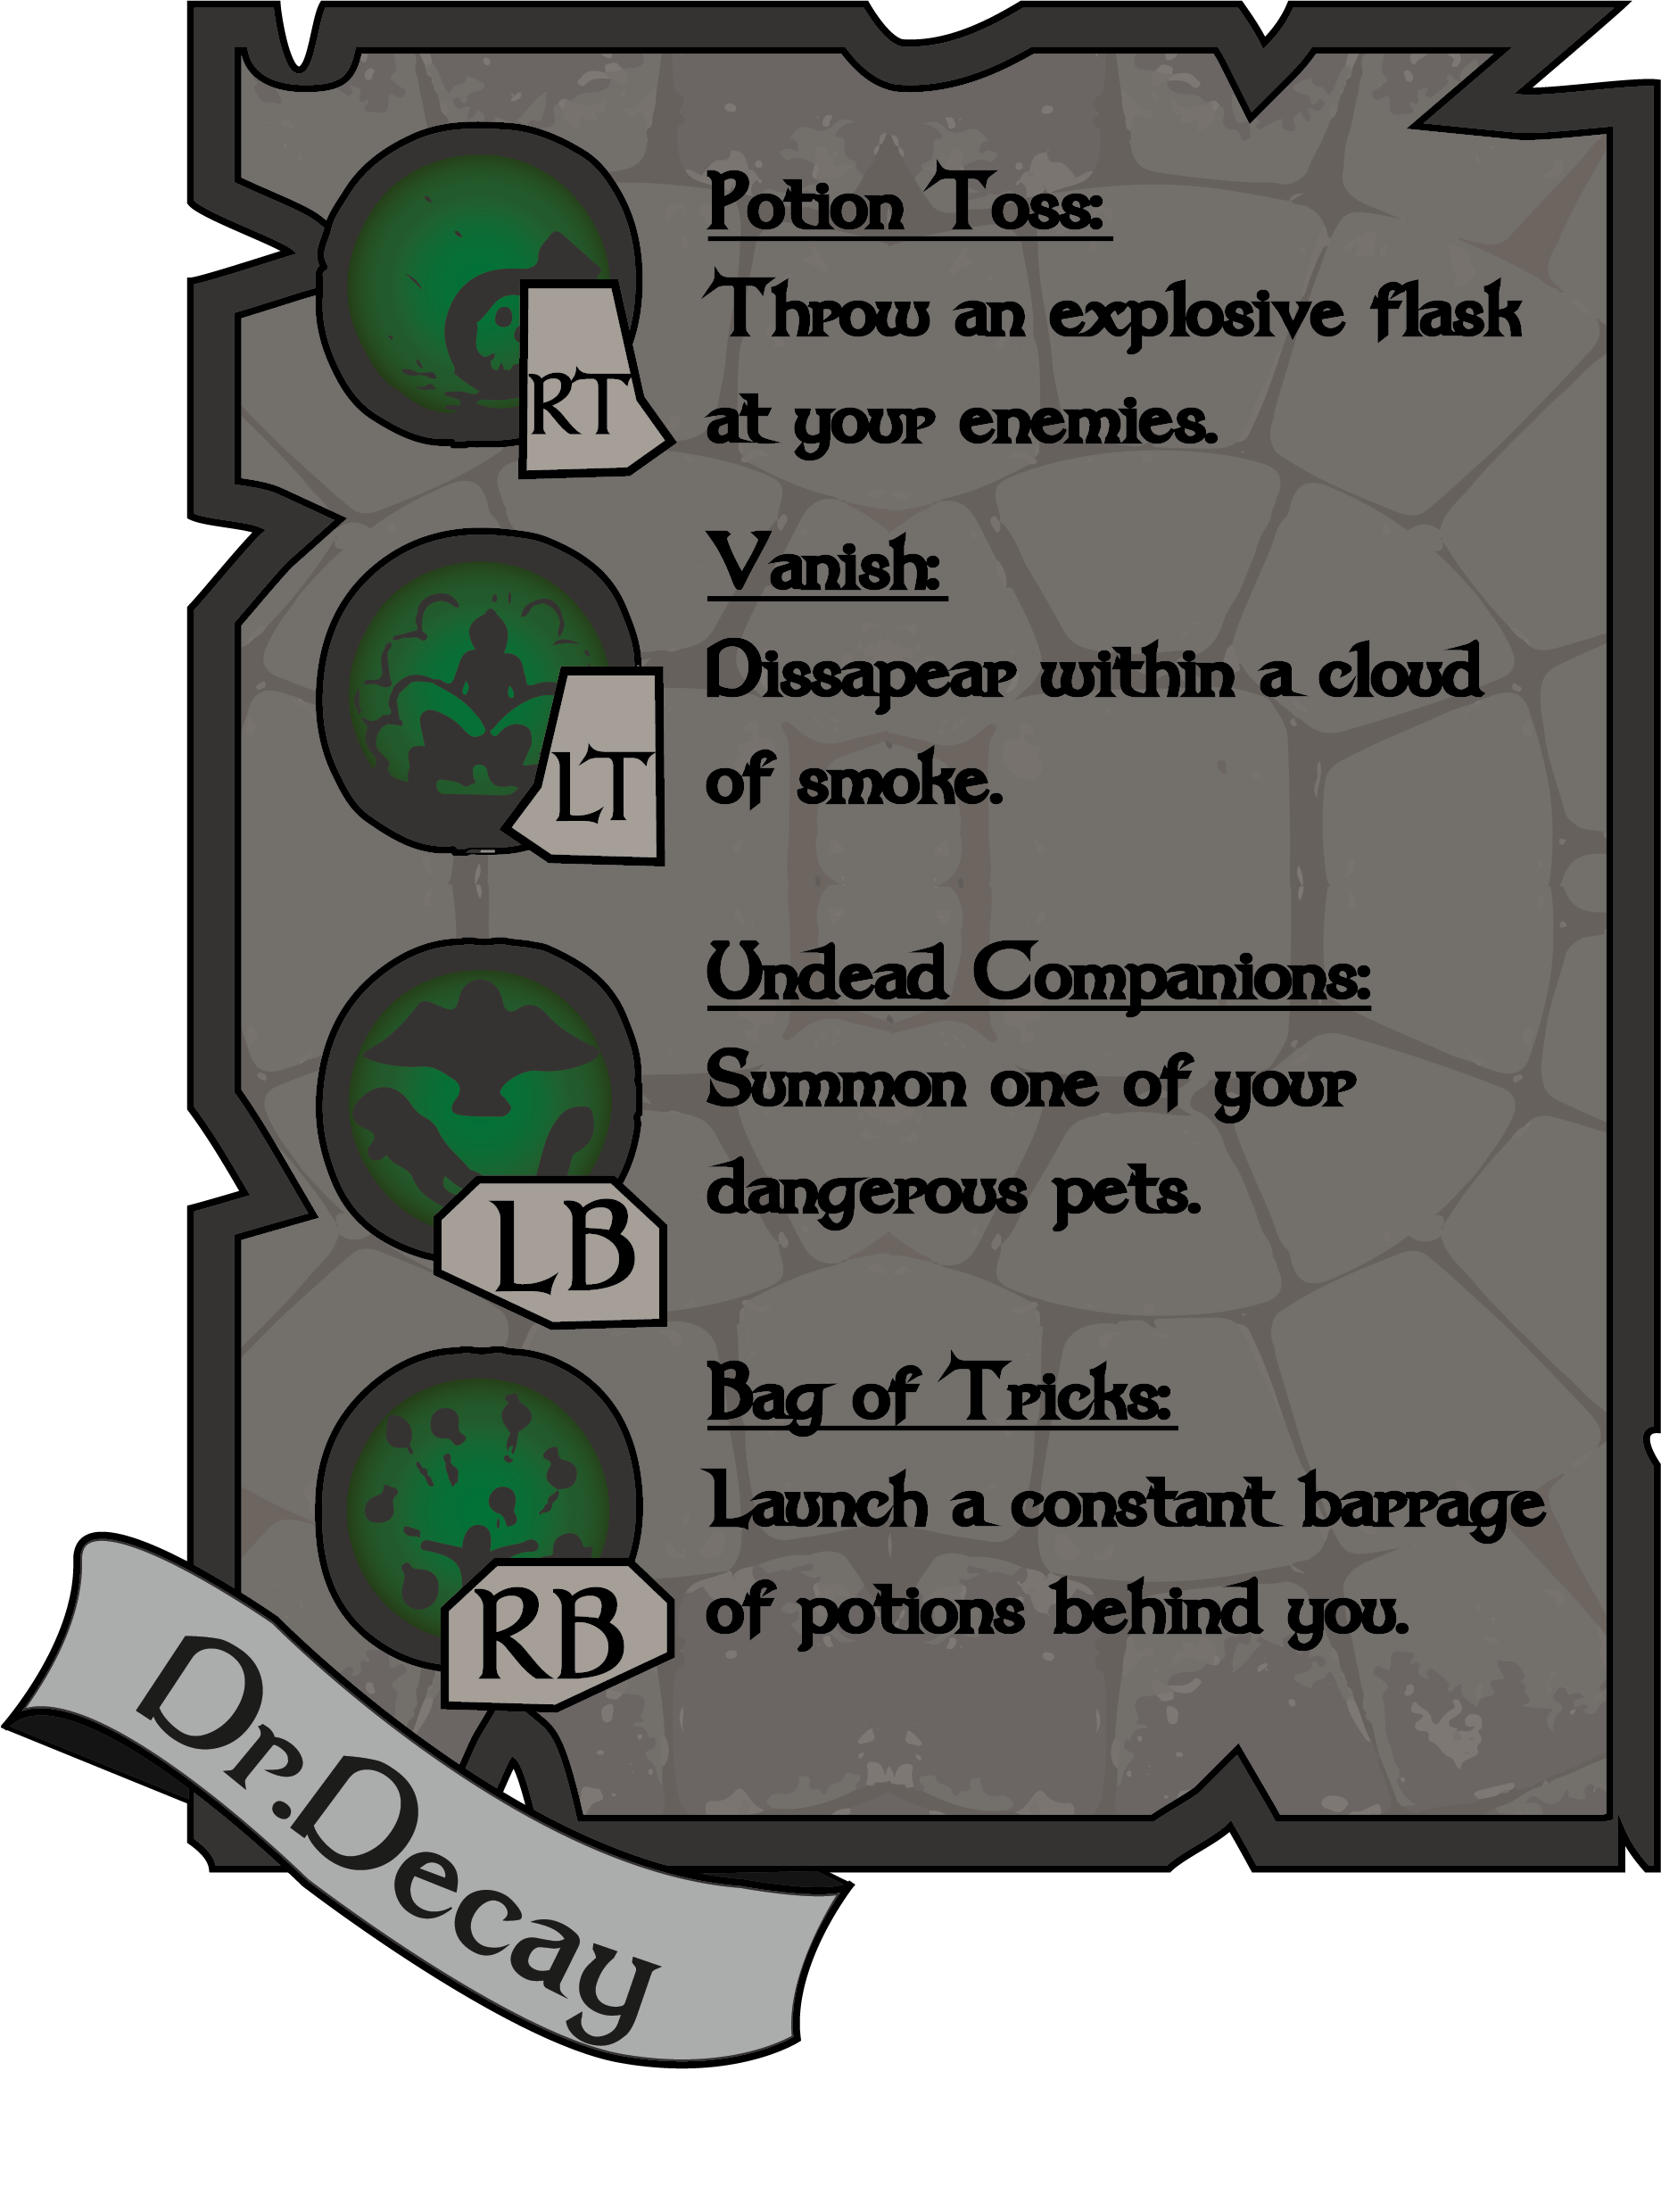 Potion Toss:
Throw an explosive flask
at your enemies.
RT
Vanish:
Dissapear within a cloud
of smoke.
LT
Undead Companions:
Summon one of your
dangerous pets.
LB
Bag of Tricks:
Launch a constant barrage
of potions behind you.
RB
Dr.Decay